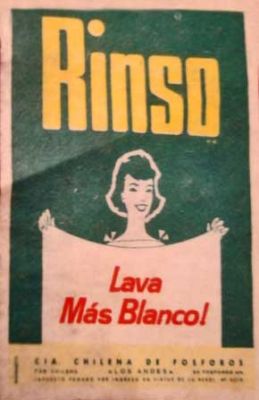 Rinso
Lava
Más Blanco!
CIA. CHILENA DE FOSFOROS
"LOS ANDES"